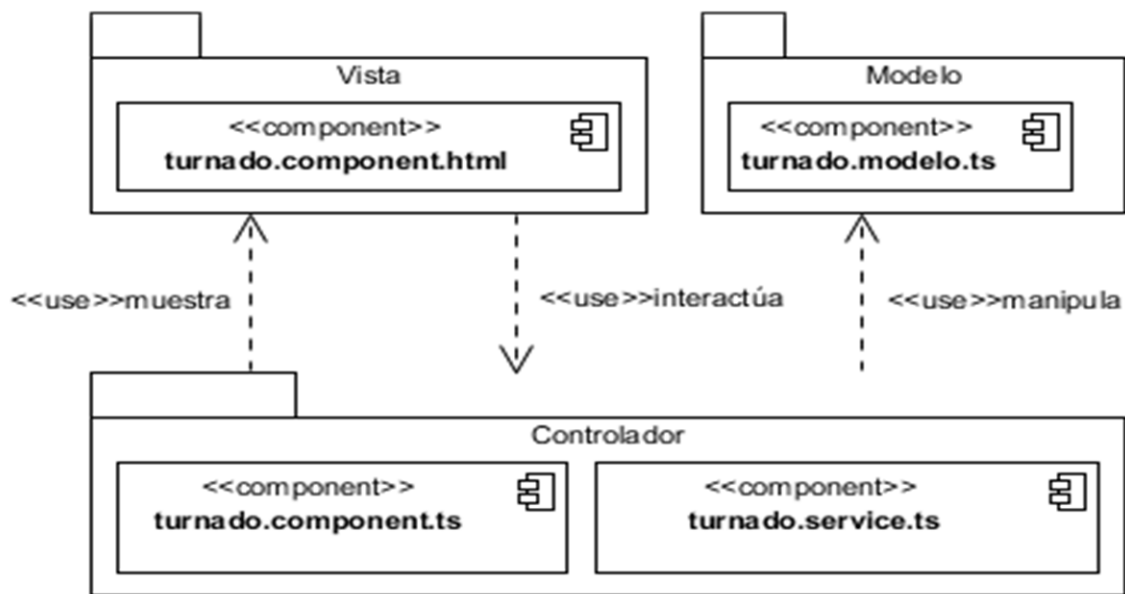 Vista
<<component>>
turnado.component.html
Modelo
<<component>>
turnado.modelo.ts
<<use>>muestra
<<use>>interactúa
<<use>>manipula
Controlador
<<component>>
turnado.component.ts
<<component>>
turnado.service.ts